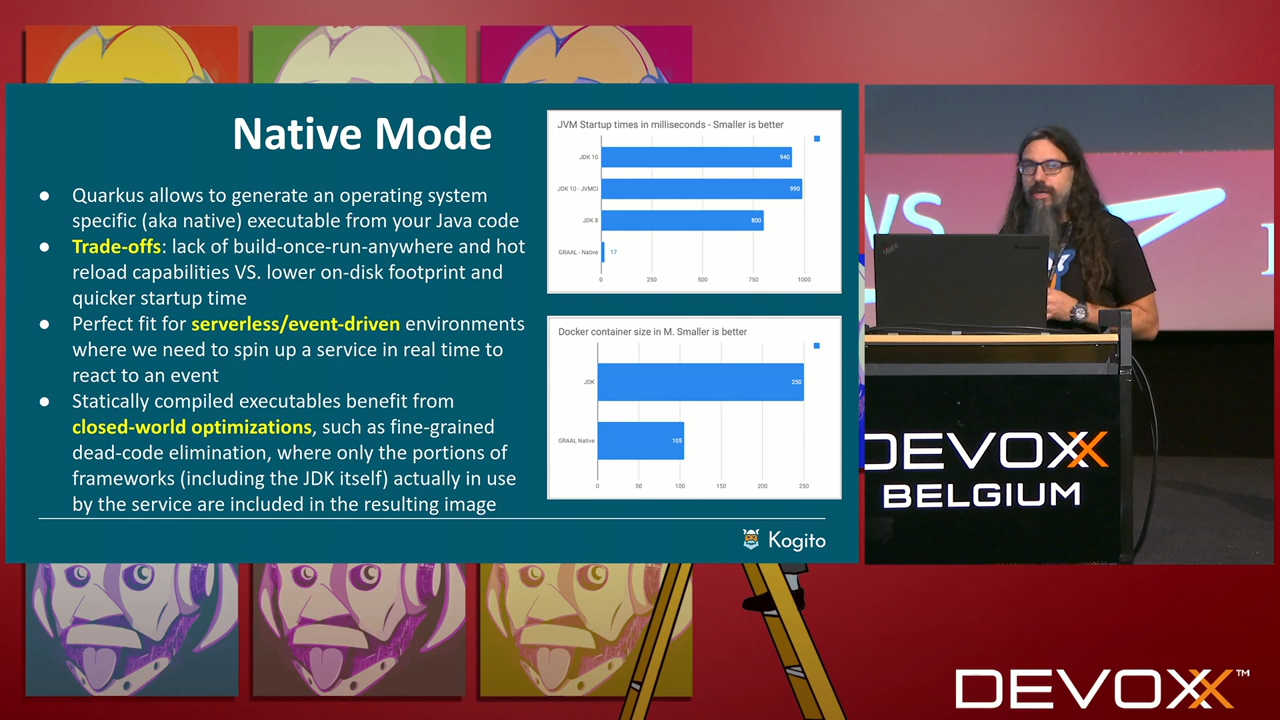 Native Mode
● Quarkus allows to generate an operating system
specific (aka native) executable from your Java code
● Trade-offs: lack of build-once-run-anywhere and hot
reload capabilities VS. lower on-disk footprint and
quicker startup time
● Perfect fit for serverless/event-driven environments
where we need to spin up a service in real time to
react to an event
● Statically compiled executables benefit from
closed-world optimizations, such as fine-grained
dead-code elimination, where only the portions of
frameworks (including the JDK itself) actually in use
by the service are included in the resulting image
JVM Startup times in milliseconds - Smaller is better
JDK 10 940
JDK 10 - JVMCI 990
JDK 8 800
GRAAL - Native 17
0 250 500 750 1000
Docker container size in M. Smaller is better
JDK 250
GRAAL Native 105
0 50 100 150 200 250
Kogito
DEVOXX
BELGIUM
DEVOXX™